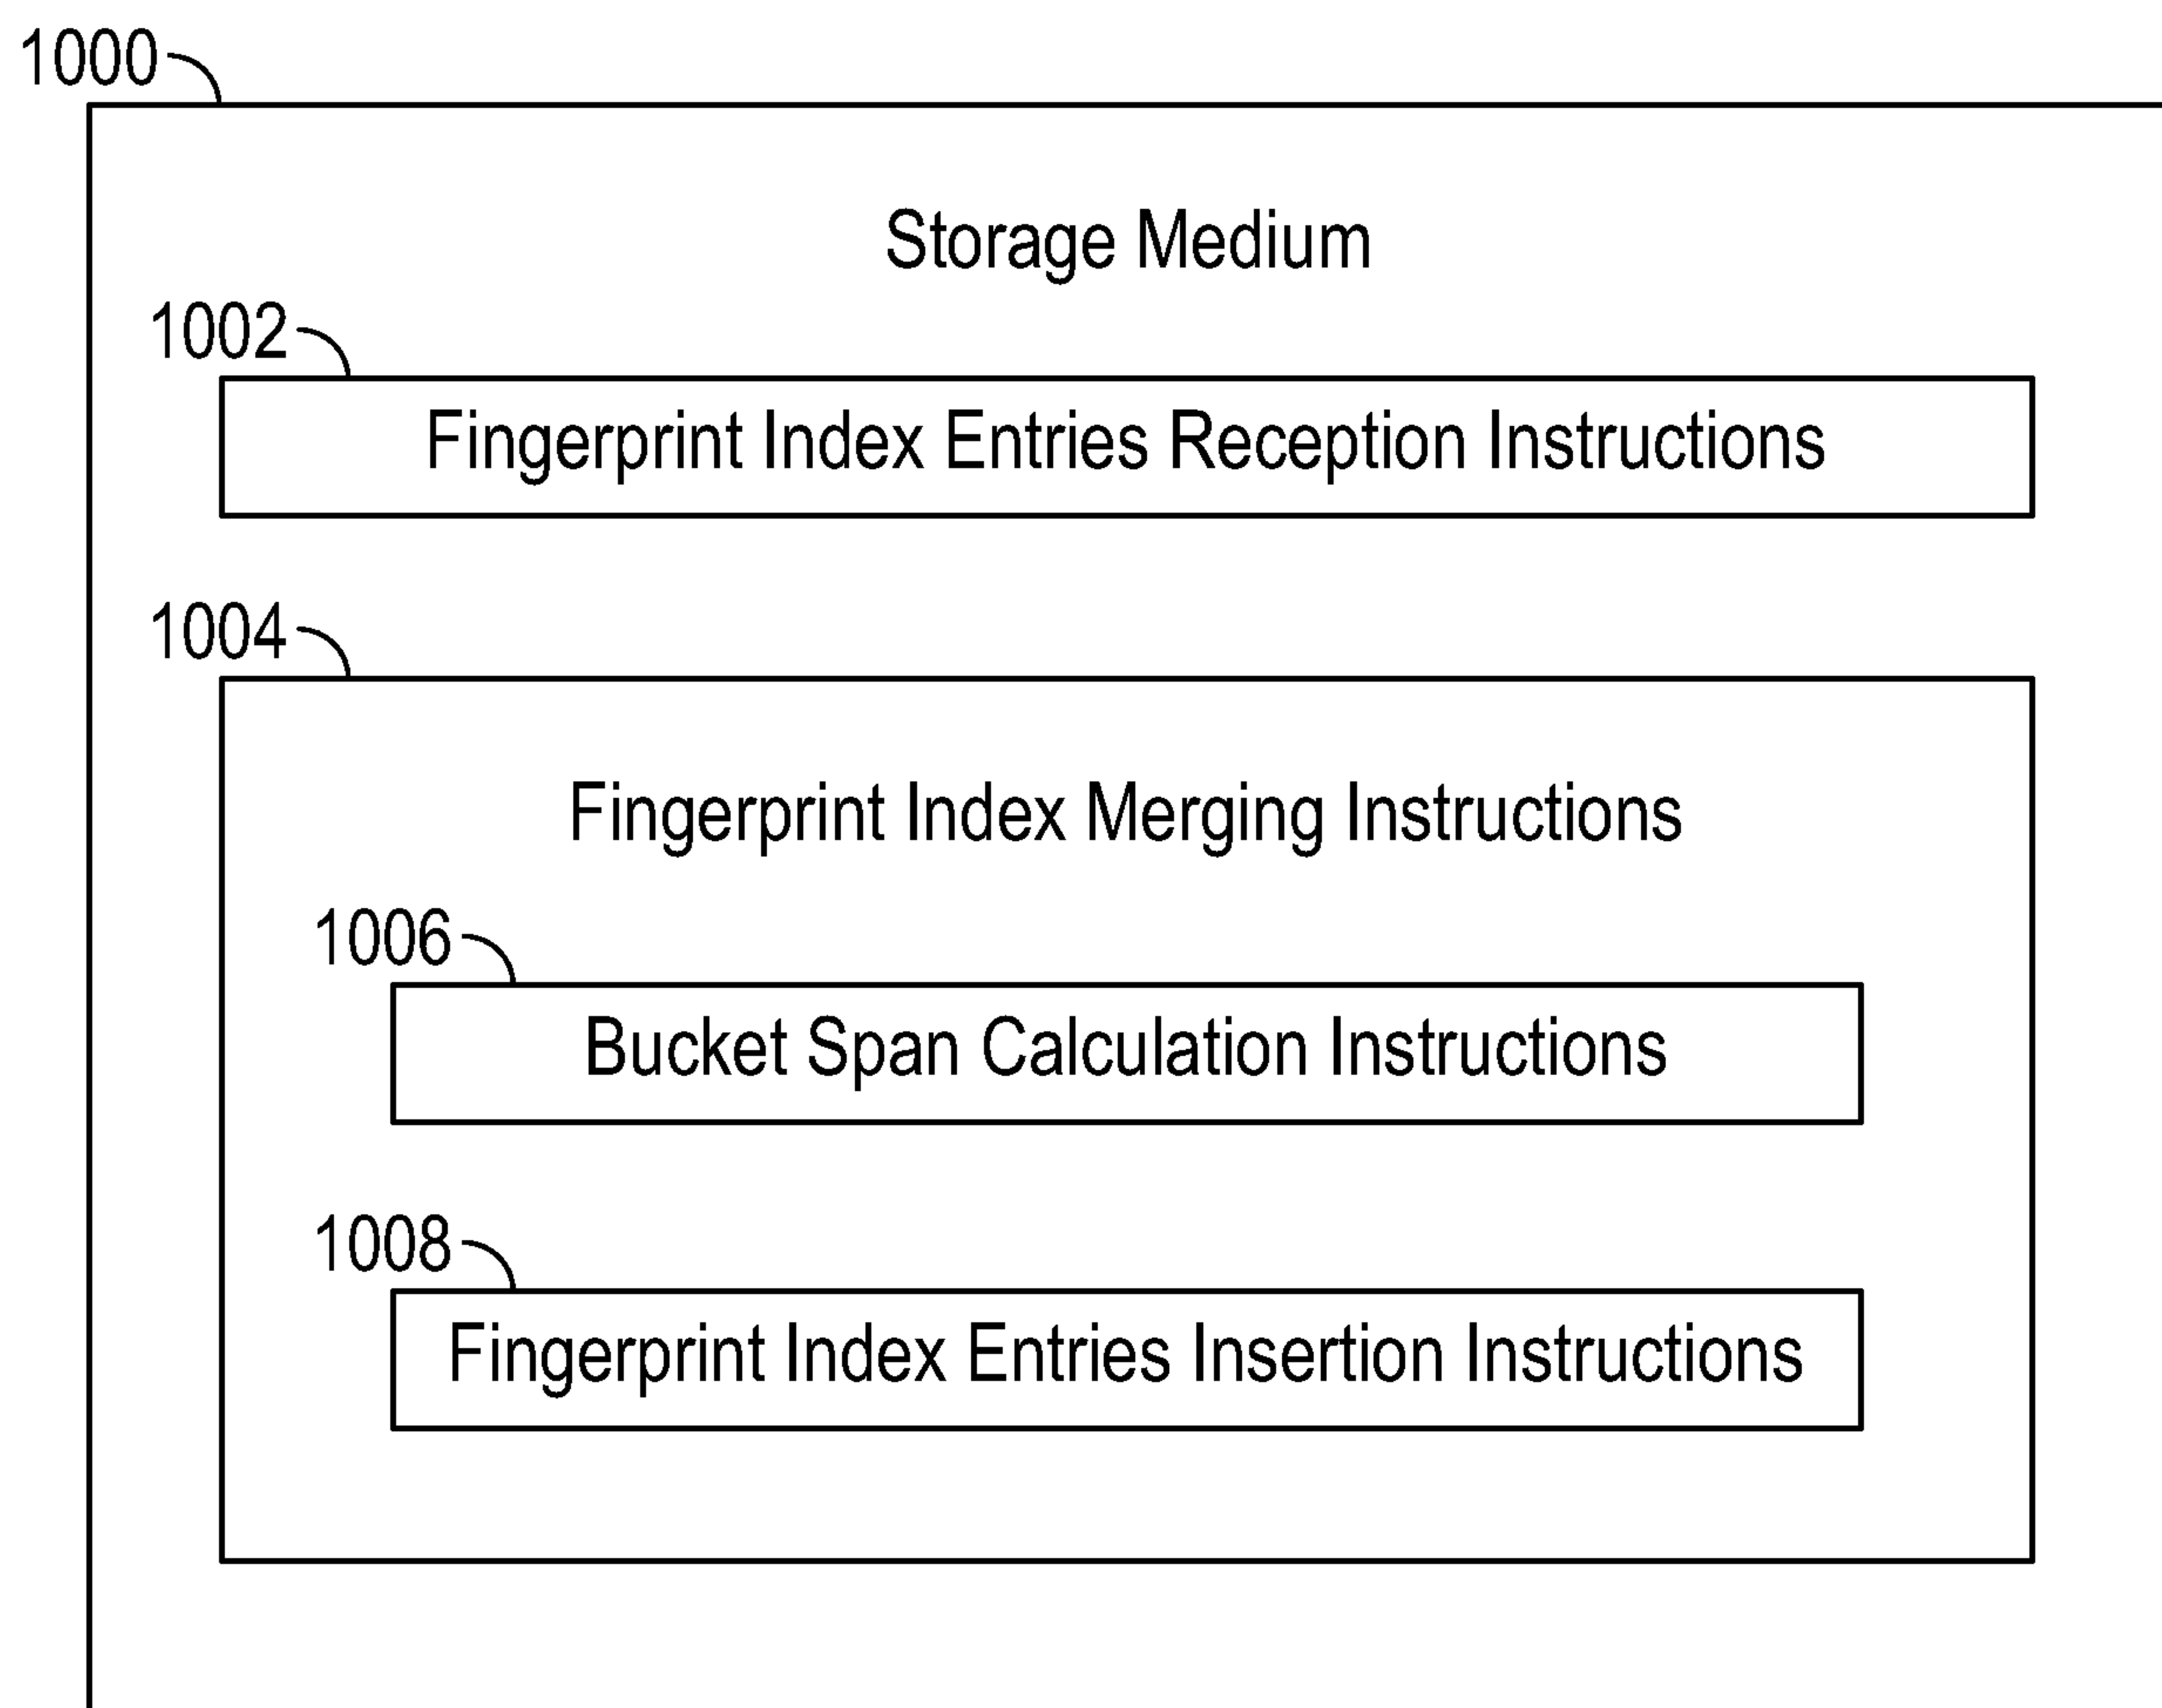 1000
Storage Medium
1002
Fingerprint Index Entries Reception Instructions
1004
Fingerprint Index Merging Instructions
1006
Bucket Span Calculation Instructions
1008
Fingerprint Index Entries Insertion Instructions